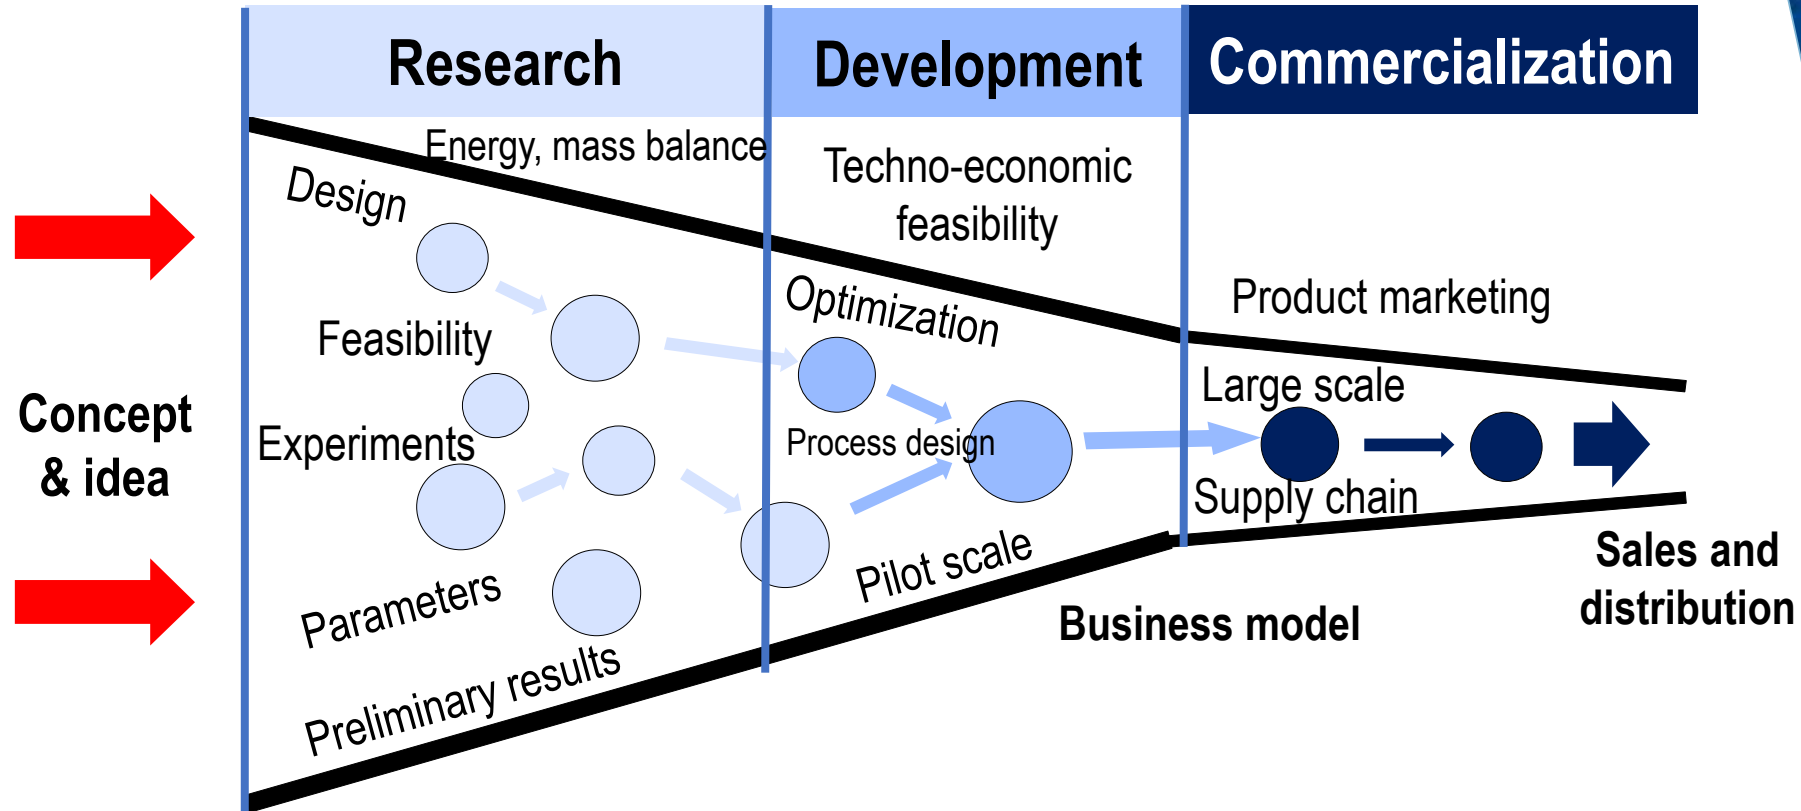 Research
Development
Commercialization
Energy, mass balance
Design
Techno-economic
feasibility
Optimization
Product marketing
Feasibility
Large scale
Concept
& idea
Experiments
Process design
Supply chain
Parameters
Pilot scale
Preliminary results
Business model
Sales and
distribution